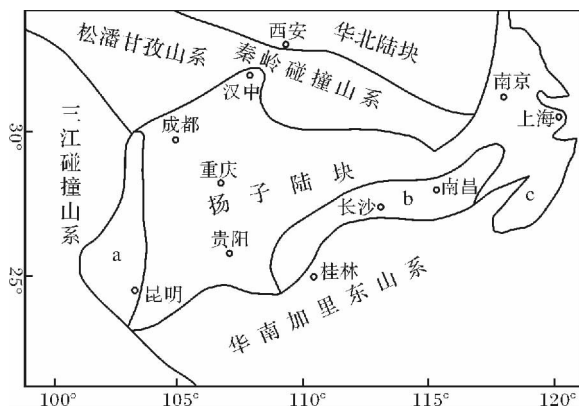 松潘甘孜山系
西安
华北陆块
秦岭碰撞山系
汉中
南京
上海
30°
三江碰撞山系
成都
重庆
扬子陆块
南昌
b
c
长沙
贵阳
a
25°
桂林
昆明
华南加里东山系
100°
105°
110°
115°
120°